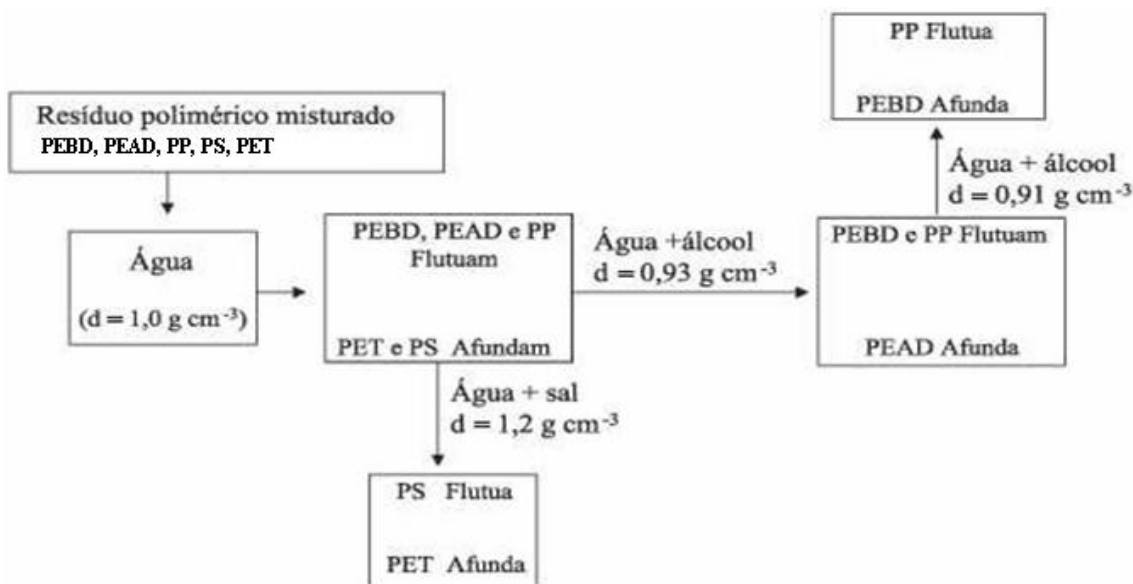 Resíduo polimérico misturado
PEBD, PEAD, PP, PS, PET
Água
(d = 1,0 g cm⁻³)
PEBD, PEAD e PP
Flutuam
PET e PS Afundam
Água + sal
d = 1,2 g cm⁻³
PS Flutua
PET Afunda
Água +álcool
d = 0,93 g cm⁻³
PEBD e PP Flutuam
PEAD Afunda
Água + álcool
d = 0,91 g cm⁻³
PP Flutua
PEBD Afunda